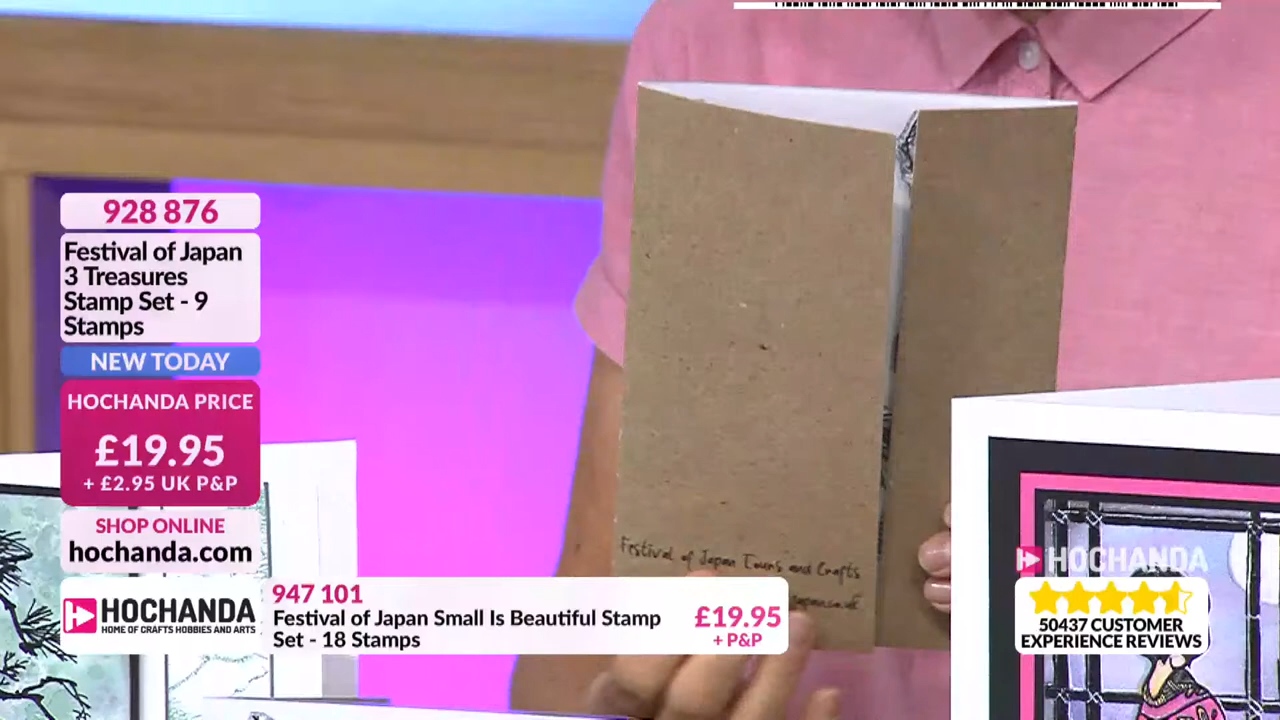 928 876
Festival of Japan
3 Treasures
Stamp Set - 9
Stamps
NEW TODAY
HOCHANDA PRICE
£19.95
+ £2.95 UK P&P
SHOP ONLINE
hochanda.com
HOCHANDA
HOME OF CRAFTS HOBBIES AND ARTS
947 101
Festival of Japan Small Is Beautiful Stamp
Set - 18 Stamps
£19.95
+ P&P
Festival of Japan Tours and Crafts
HOCHANDA
50437 CUSTOMER
EXPERIENCE REVIEWS